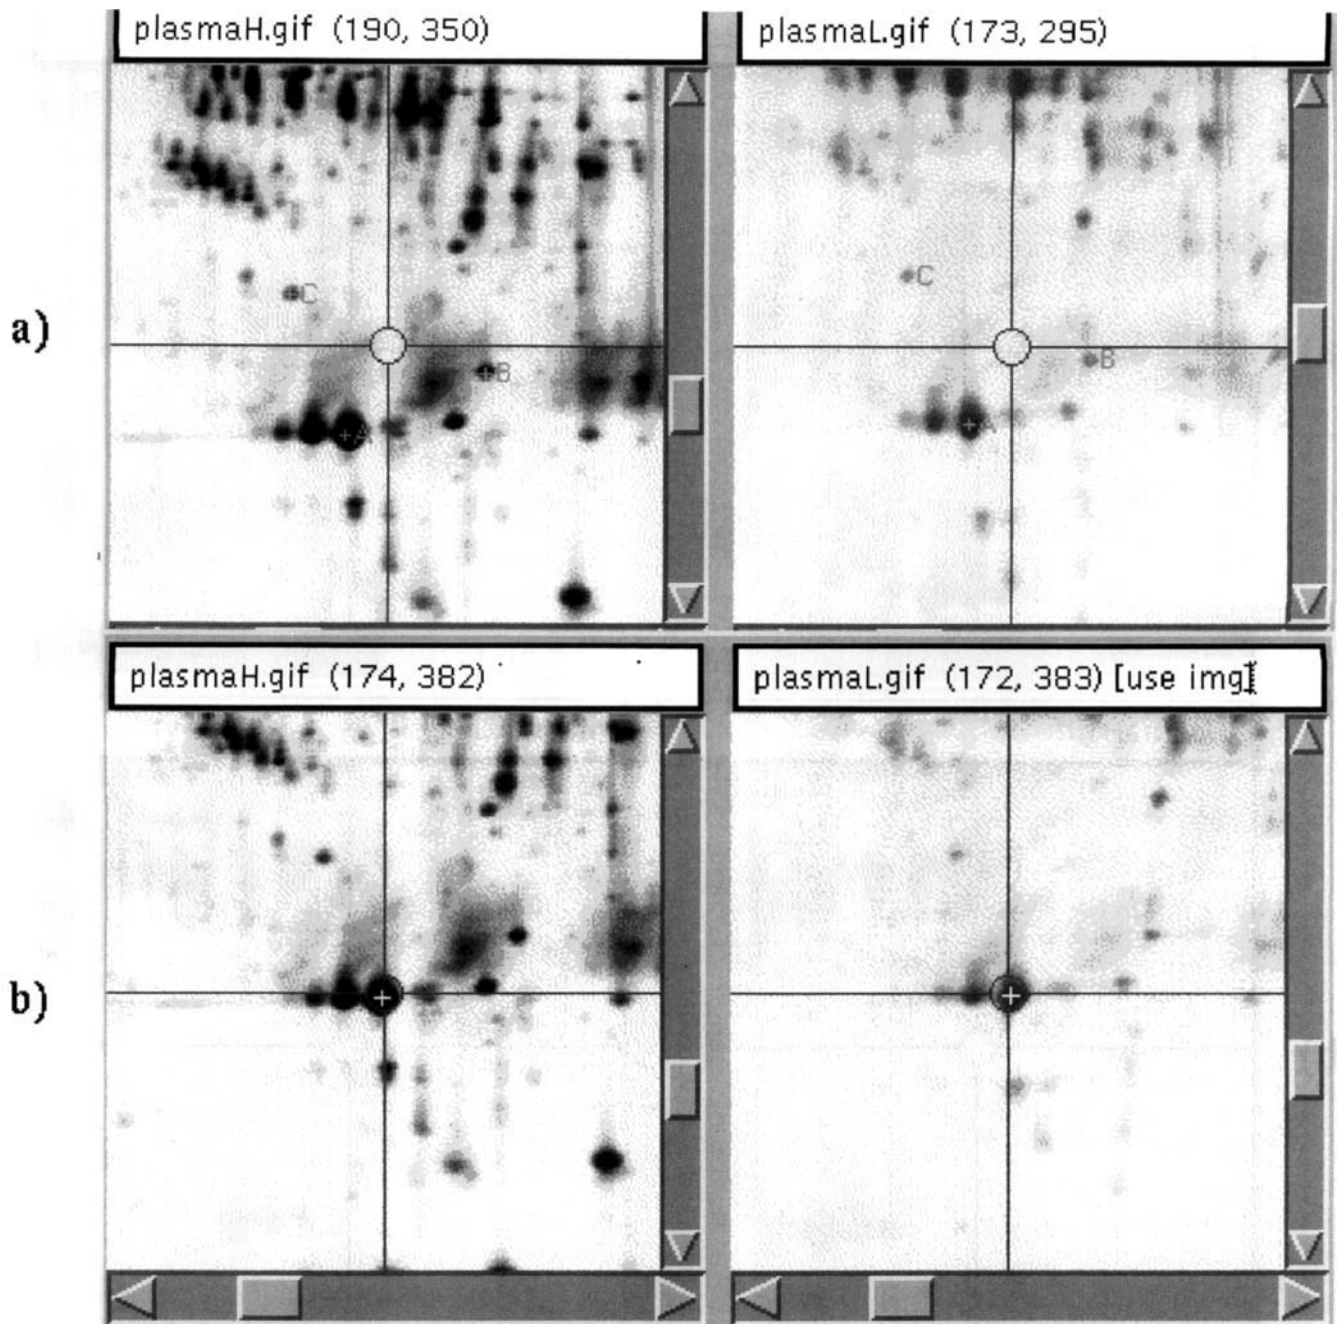 plasmaH.gif (190, 350)
plasmaL.gif (173, 295)
a)
C
C
B
B
A
A
plasmaH.gif (174, 382)
plasmaL.gif (172, 383) [use img]
b)